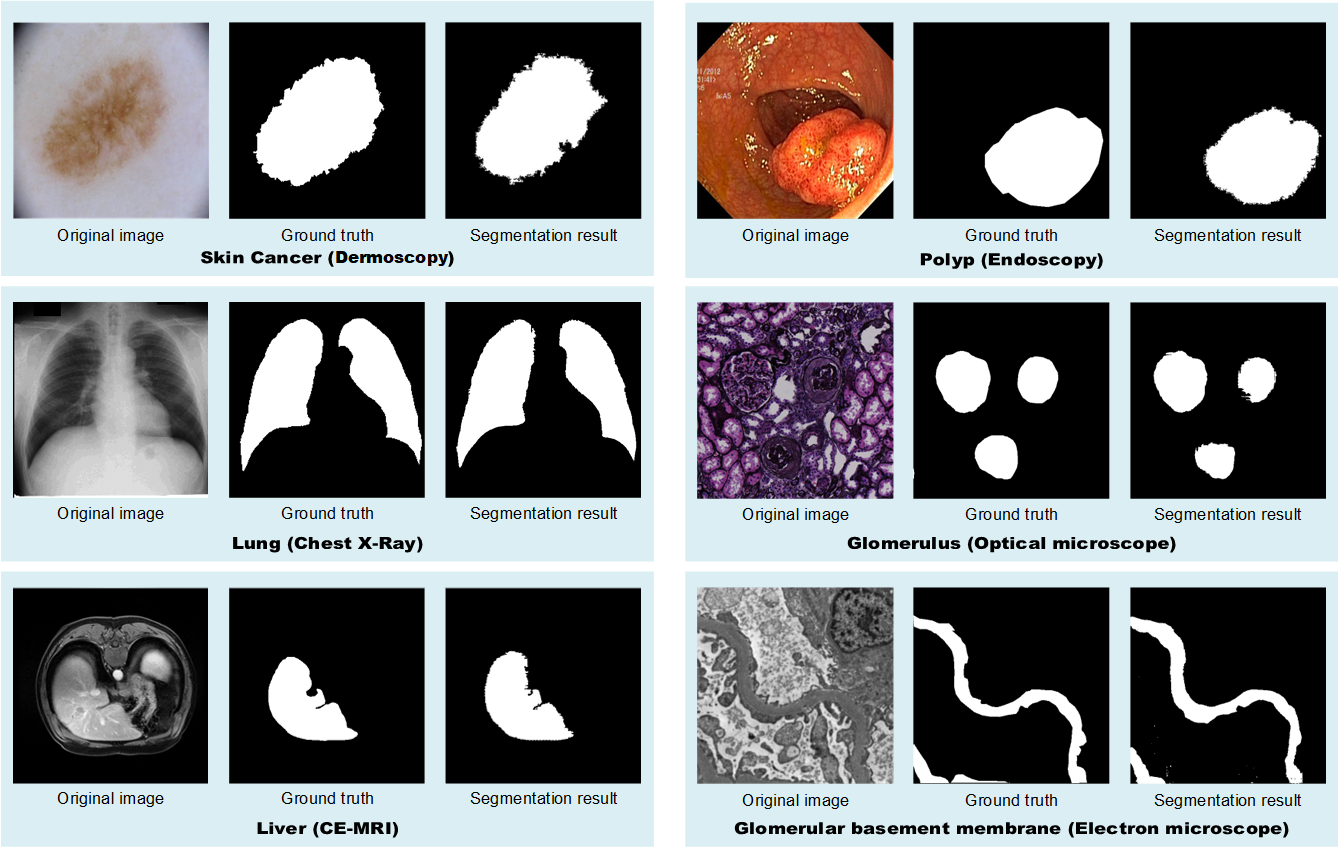 Original image
Ground truth
Segmentation result
Skin Cancer (Dermoscopy)
Original image
Ground truth
Segmentation result
Polyp (Endoscopy)
Original image
Ground truth
Segmentation result
Lung (Chest X-Ray)
Original image
Ground truth
Segmentation result
Glomerulus (Optical microscope)
Original image
Ground truth
Segmentation result
Liver (CE-MRI)
Original image
Ground truth
Segmentation result
Glomerular basement membrane (Electron microscope)